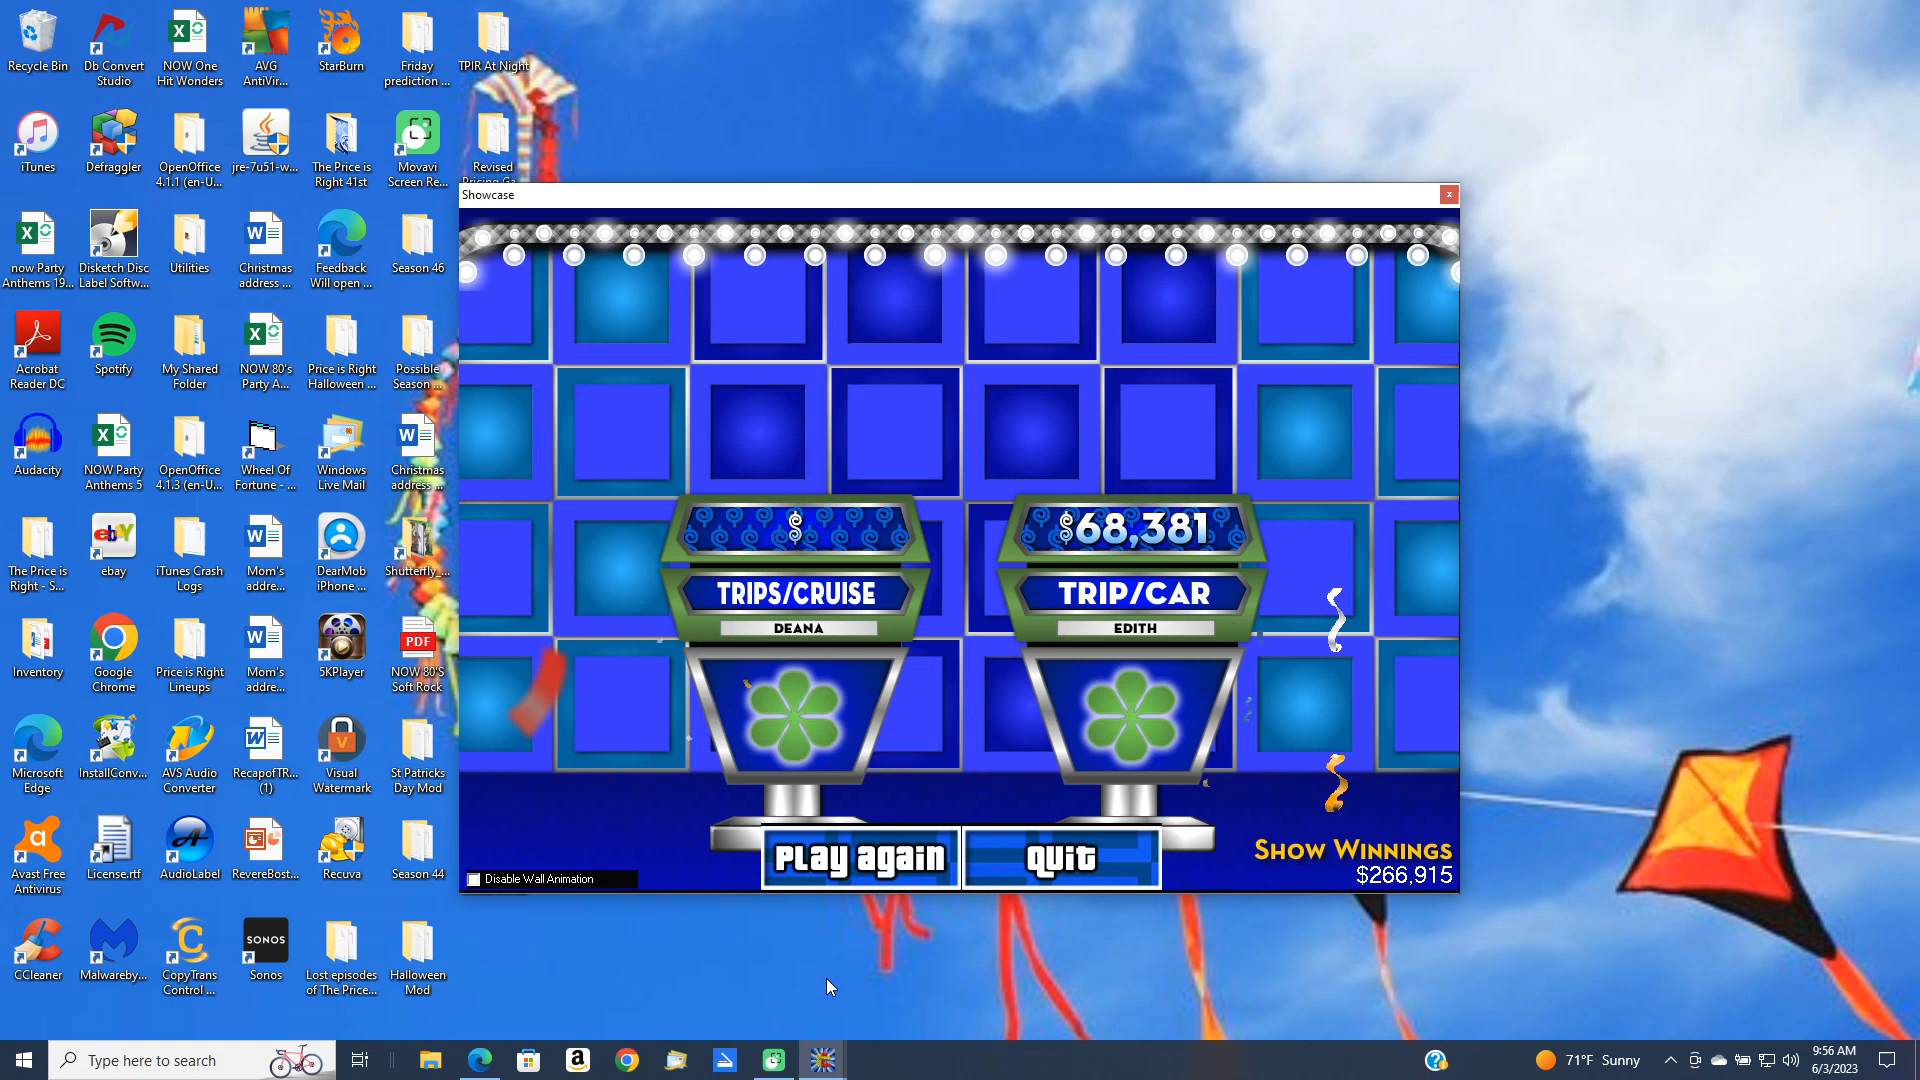 Recycle Bin
Db Convert
Studio
NOW One
Hit Wonders
AVG
AntiVir...
StarBurn
Friday
prediction ...
TPIR At Night
iTunes
Defraggler
OpenOffice
4.1.1 (en-U...
jre-7u51-w...
The Price is
Right 41st
Movavi
Screen Re...
Revised
now Party
Anthems 19...
Disketch Disc
Label Softw...
Utilities
Christmas
address ...
Feedback
Will open ...
Season 46
Acrobat
Reader DC
Spotify
My Shared
Folder
NOW 80's
Party A...
Price is Right
Halloween ...
Possible
Season ...
Audacity
NOW Party
Anthems 5
OpenOffice
4.1.3 (en-U...
Wheel Of
Fortune - ...
Windows
Live Mail
Christmas
address ...
The Price is
Right - S...
ebay
ebay
iTunes Crash
Logs
Mom's
addre...
DearMob
iPhone ...
Shutterfly_...
Inventory
Google
Chrome
Price is Right
Lineups
Mom's
addre...
5KPlayer
PDF
NOW 80'S
Soft Rock
Microsoft
Edge
InstallConv...
AVS Audio
Converter
RecapofTR...
(1)
Visual
Watermark
St Patricks
Day Mod
Avast Free
Antivirus
License.rtf
AudioLabel
RevereBost...
Recuva
Season 44
CCleaner
Malwareby...
CopyTrans
Control ...
SONOS
Sonos
Lost episodes
of The Price...
Halloween
Mod
Showcase
$
$68,381
TRIPS/CRUISE
TRIP/CAR
DEANA
EDITH
Play again
Quit
Show Winnings
$266,915
Disable Wall Animation
Type here to search
71°F Sunny
9:56 AM
6/3/2023